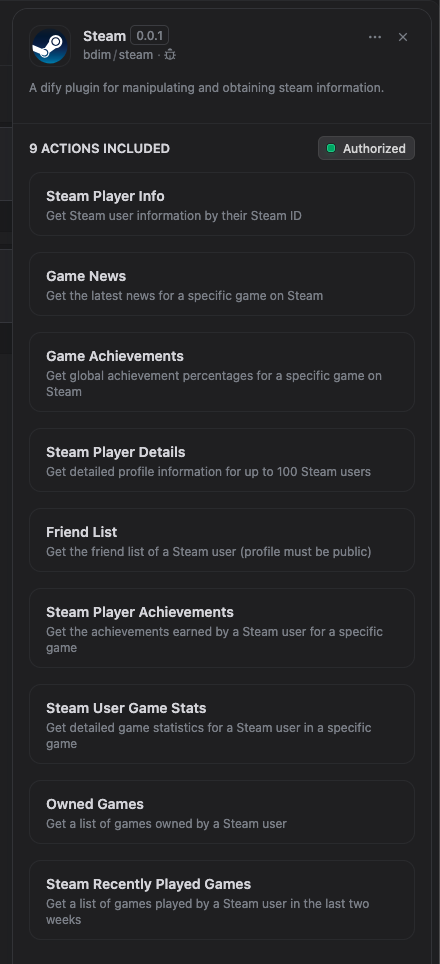 Steam 0.0.1
bdim / steam ·
A dify plugin for manipulating and obtaining steam information.
9 ACTIONS INCLUDED
Authorized
Steam Player Info
Get Steam user information by their Steam ID
Game News
Get the latest news for a specific game on Steam
Game Achievements
Get global achievement percentages for a specific game on
Steam
Steam Player Details
Get detailed profile information for up to 100 Steam users
Friend List
Get the friend list of a Steam user (profile must be public)
Steam Player Achievements
Get the achievements earned by a Steam user for a specific
game
Steam User Game Stats
Get detailed game statistics for a Steam user in a specific
game
Owned Games
Get a list of games owned by a Steam user
Steam Recently Played Games
Get a list of games played by a Steam user in the last two
weeks